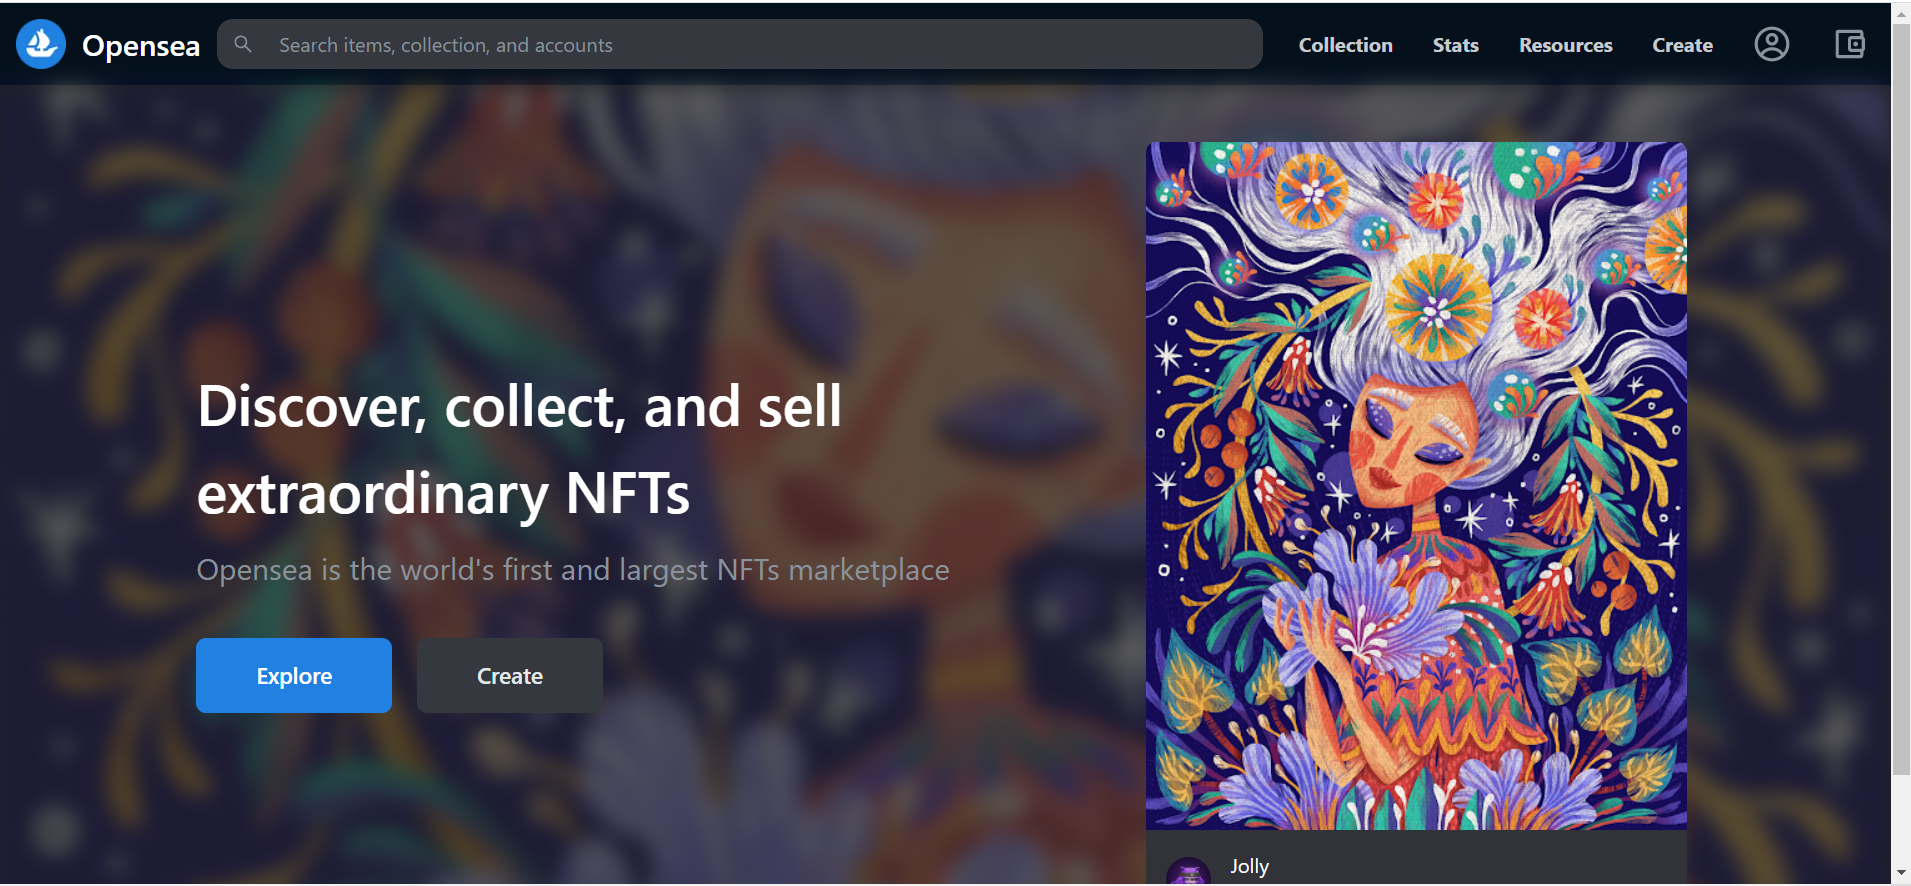 Opensea
Search items, collection, and accounts
Collection
Stats
Resources
Create
Discover, collect, and sell
extraordinary NFTs
Opensea is the world's first and largest NFTs marketplace
Explore
Create
Jolly